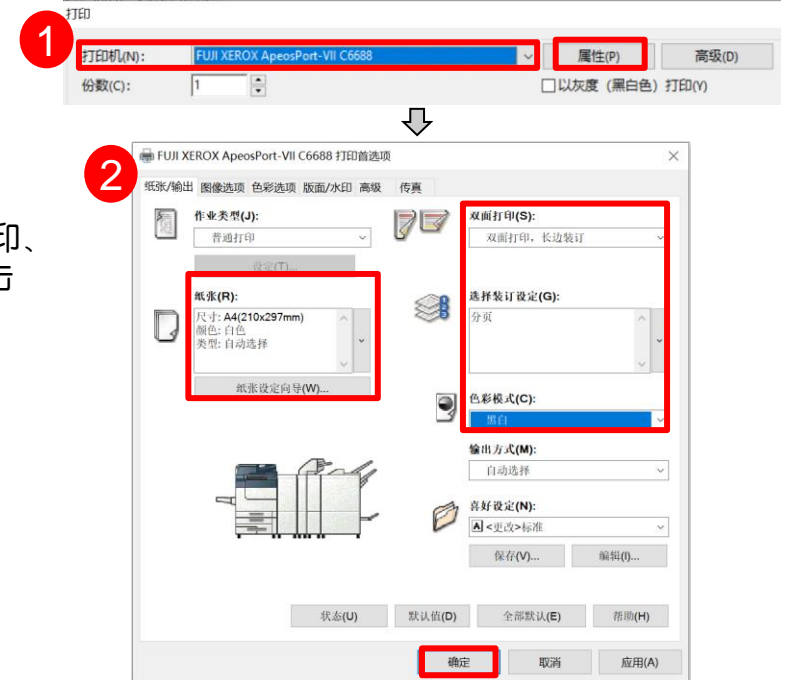 打印
1
打印机(N): FUJI XEROX ApeosPort-VII C6688 属性(P) 高级(D)
份数(C): 1 以灰度（黑白色）打印(Y)
2
FUJI XEROX ApeosPort-VII C6688 打印首选项
纸张/输出 图像选项 色彩选项 版面/水印 高级 传真
作业类型(J):
普通打印
设定(T)...
纸张(R):
尺寸: A4(210x297mm)
颜色: 白色
类型: 自动选择
纸张设定向导(W)...
双面打印(S):
双面打印，长边装订
选择装订设定(G):
分页
色彩模式(C):
黑白
输出方式(M):
自动选择
喜好设定(N):
A <更改>标准
保存(V)... 编辑(I)...
状态(U) 默认值(D) 全部默认(E) 帮助(H)
确定 取消 应用(A)
印、
行